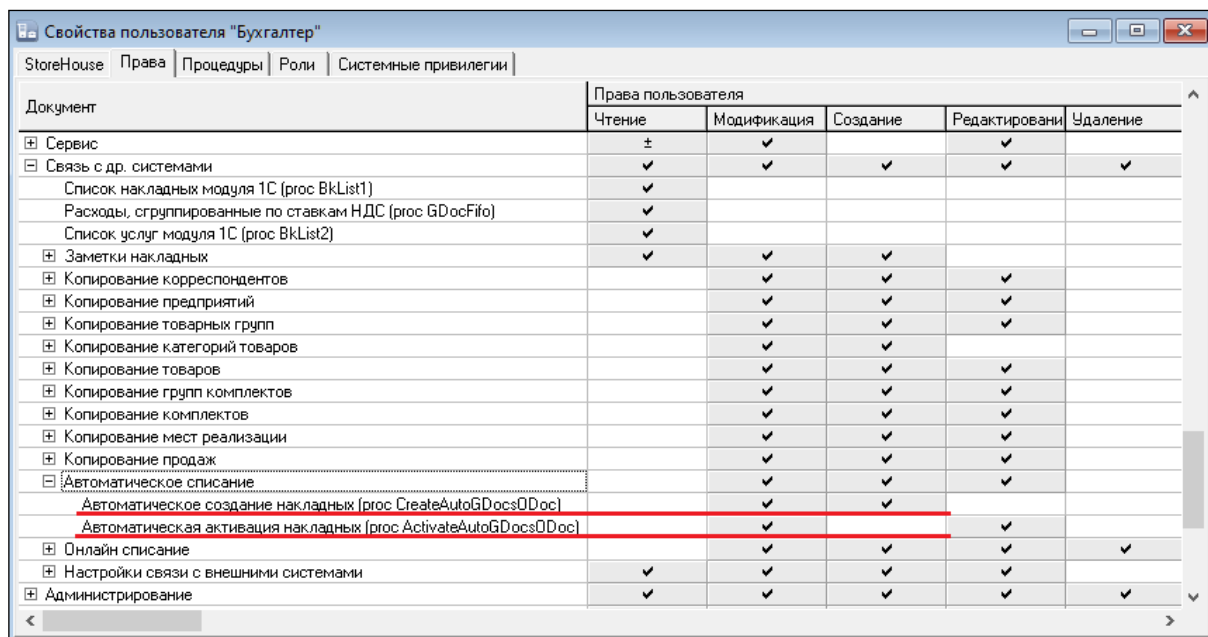 Свойства пользователя "Бухгалтер"
StoreHouse Права Процедуры Роли Системные привилегии
Документ Права пользователя
Чтение Модификация Создание Редактировани Удаление
Сервис ± ✔ ✔
Связь с др. системами ✔ ✔ ✔ ✔ ✔
Список накладных модуля 1С (proc BkList1) ✔
Расходы, сгруппированные по ставкам НДС (proc GDocFifo) ✔
Список услуг модуля 1С (proc BkList2) ✔
Заметки накладных ✔ ✔ ✔
Копирование корреспондентов ✔ ✔ ✔
Копирование предприятий ✔ ✔ ✔
Копирование товарных групп ✔ ✔ ✔
Копирование категорий товаров ✔ ✔
Копирование товаров ✔ ✔ ✔
Копирование групп комплектов ✔ ✔ ✔
Копирование комплектов ✔ ✔ ✔
Копирование мест реализации ✔ ✔ ✔
Копирование продаж ✔ ✔ ✔
Автоматическое списание ✔ ✔ ✔
Автоматическое создание накладных (proc CreateAutoGDocsODoc) ✔ ✔
Автоматическая активация накладных (proc ActivateAutoGDocsODoc) ✔ ✔
Онлайн списание ✔ ✔ ✔ ✔
Настройки связи с внешними системами ✔ ✔ ✔ ✔
Администрирование ✔ ✔ ✔ ✔ ✔